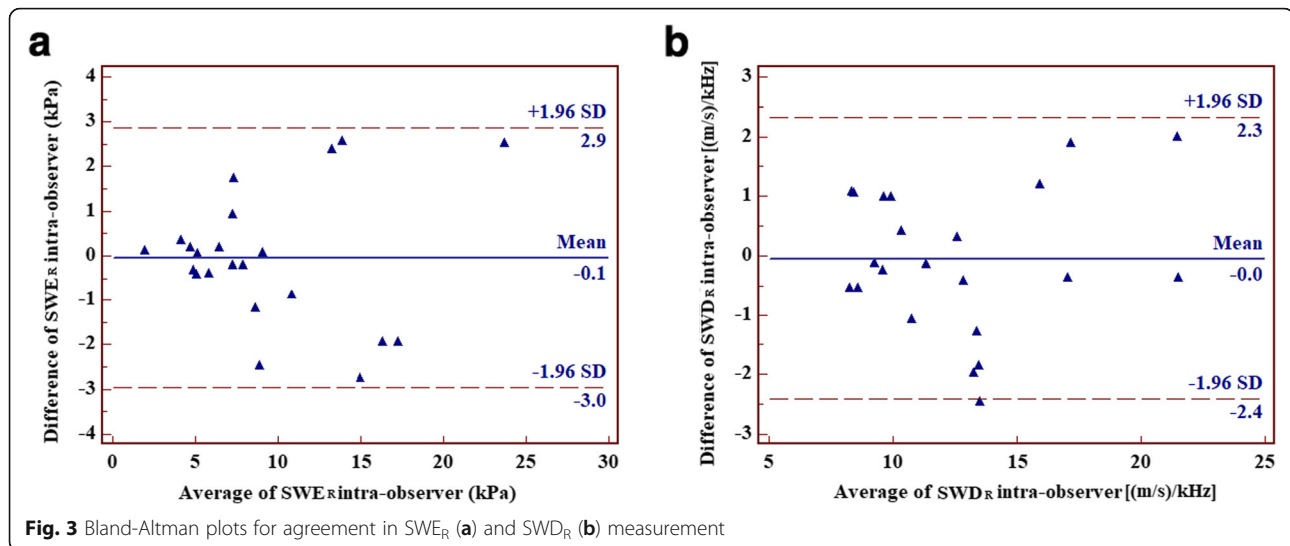 a
Difference of SWER intra-observer (kPa)
4
3
2
1
0
-1
-2
-3
-4
+1.96 SD
2.9
Mean
-0.1
-1.96 SD
-3.0
0 5 10 15 20 25 30
Average of SWER intra-observer (kPa)
b
Difference of SWDR intra-observer [(m/s)/kHz]
3
2
1
0
-1
-2
-3
+1.96 SD
2.3
Mean
-0.0
-1.96 SD
-2.4
5 10 15 20 25
Average of SWDR intra-observer [(m/s)/kHz]
Fig. 3 Bland-Altman plots for agreement in SWER (a) and SWDR (b) measurement